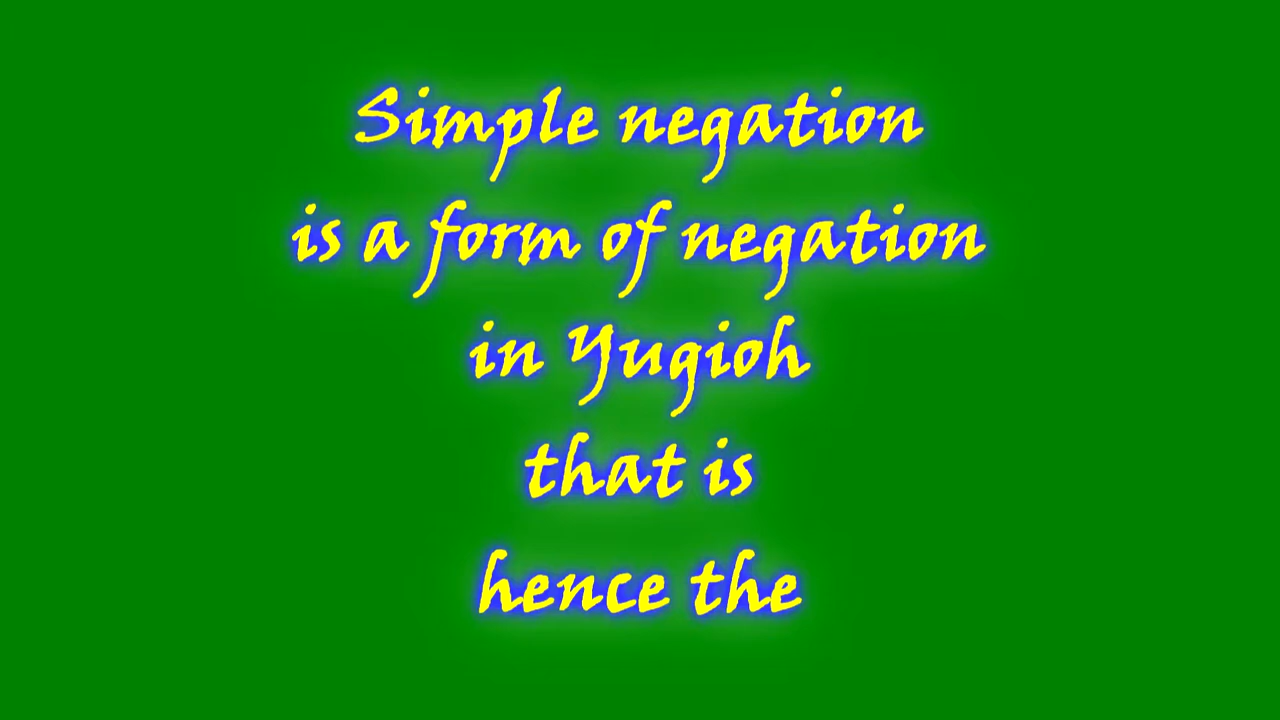 Simple negation
is a form of negation
in Yugioh
that is
hence the